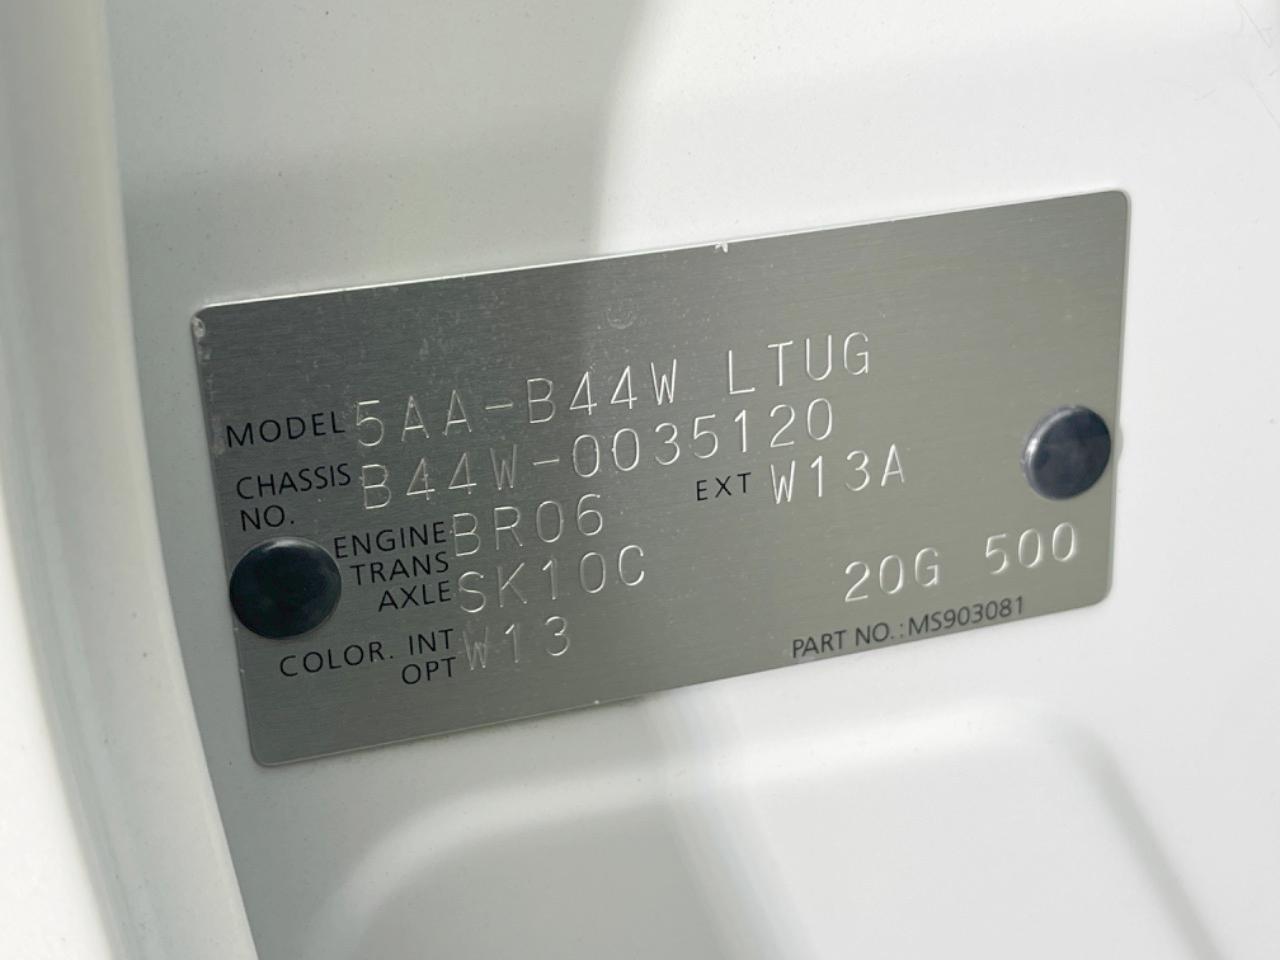 MODEL 5AA-B44W LTUG
CHASSIS NO. B44W-0035120
ENGINE BR06 EXT W13A
TRANS AXLE SK10C
20G 500
COLOR. INT W13
OPT
PART NO.: MS903081